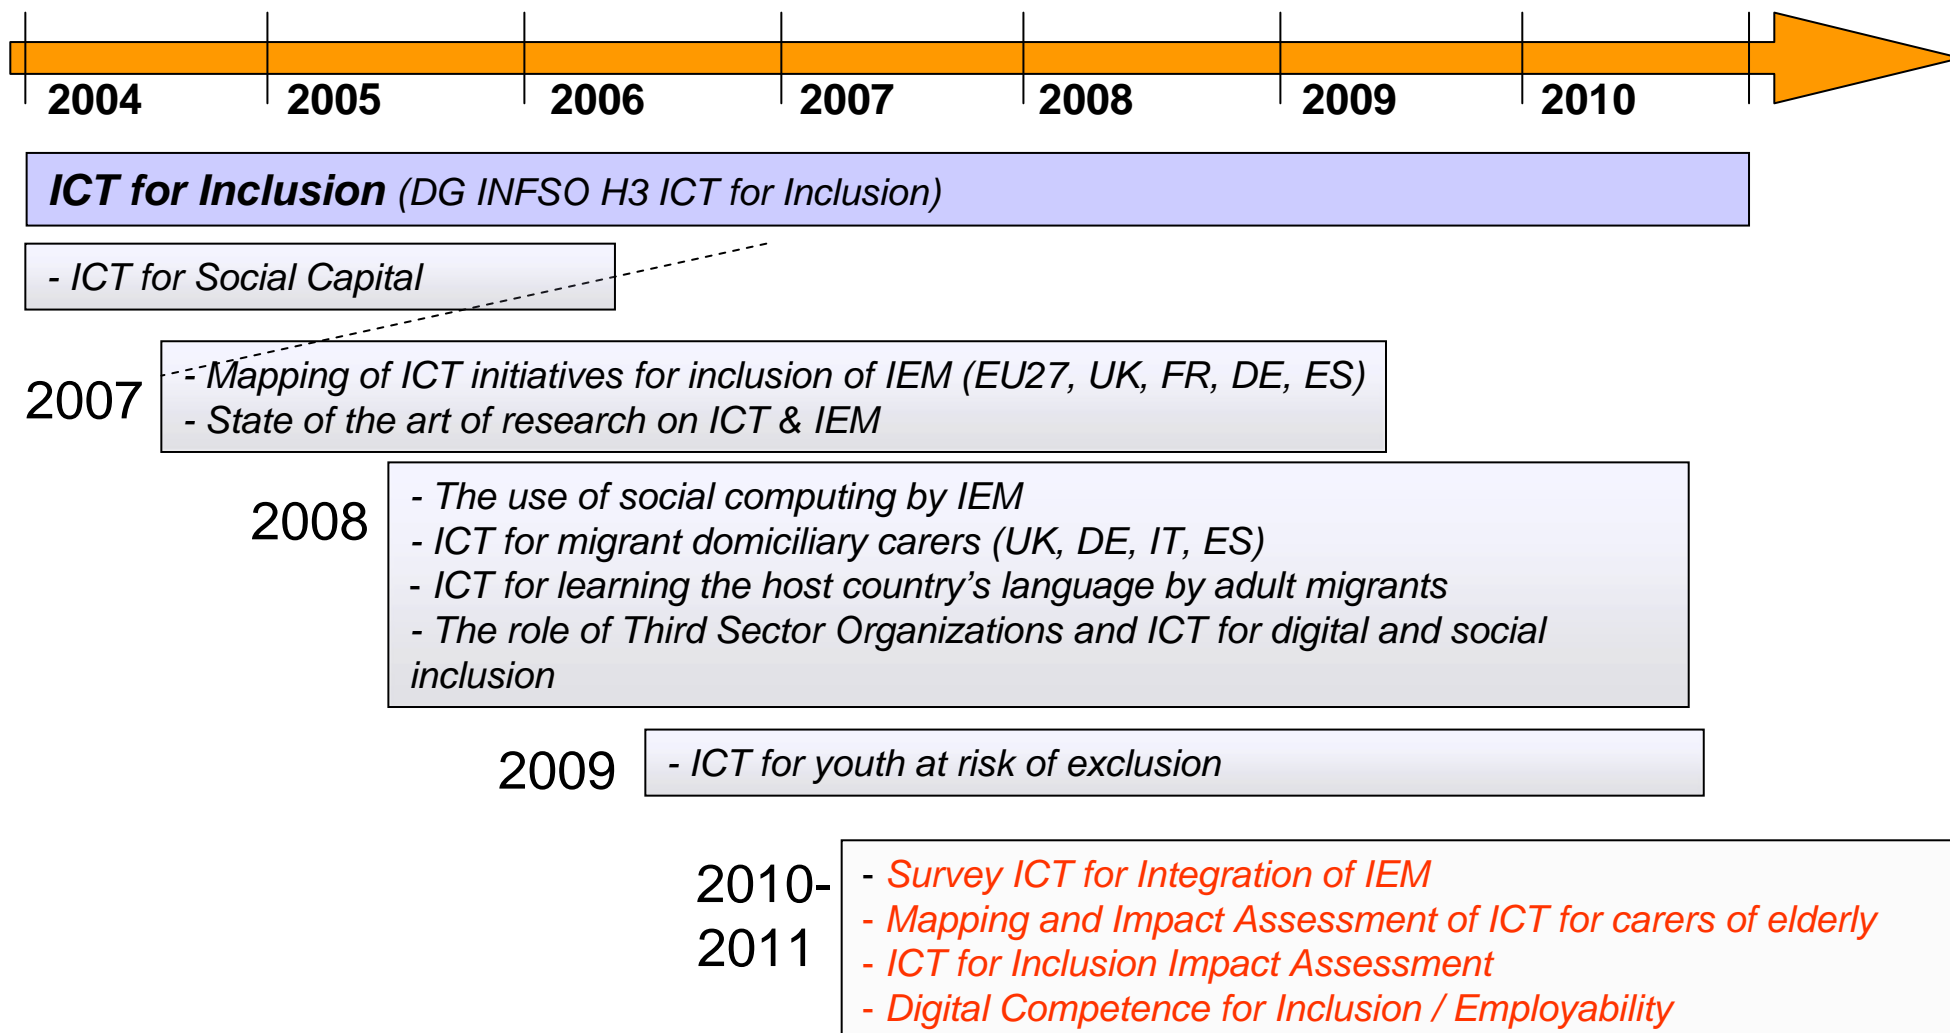 2004 2005 2006 2007 2008 2009 2010
ICT for Inclusion (DG INFSO H3 ICT for Inclusion)
- ICT for Social Capital
2007
- Mapping of ICT initiatives for inclusion of IEM (EU27, UK, FR, DE, ES)
- State of the art of research on ICT & IEM
2008
- The use of social computing by IEM
- ICT for migrant domiciliary carers (UK, DE, IT, ES)
- ICT for learning the host country's language by adult migrants
- The role of Third Sector Organizations and ICT for digital and social
inclusion
2009
- ICT for youth at risk of exclusion
2010-
2011
- Survey ICT for Integration of IEM
- Mapping and Impact Assessment of ICT for carers of elderly
- ICT for Inclusion Impact Assessment
- Digital Competence for Inclusion / Employability